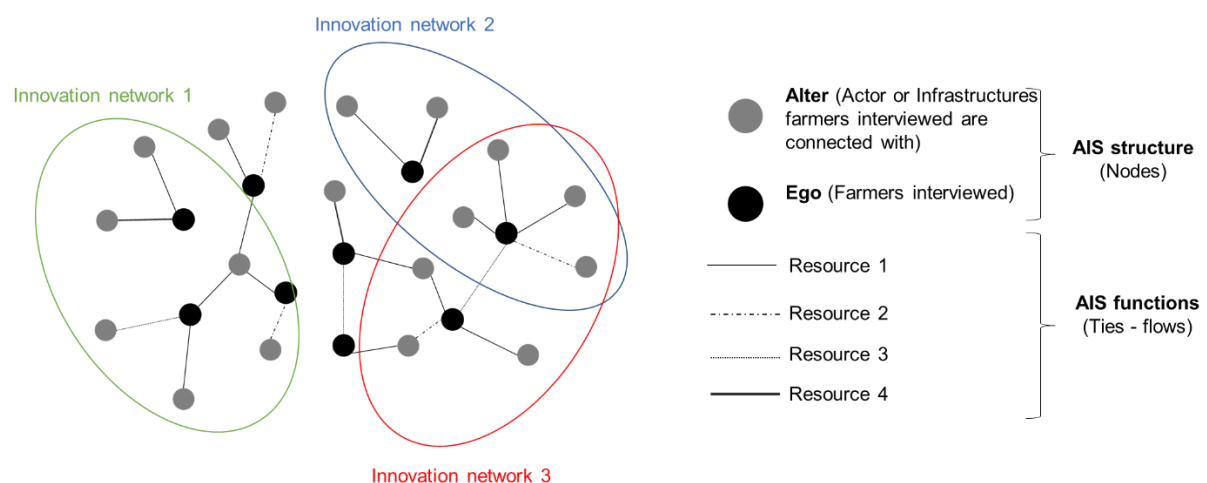 Innovation network 2
Innovation network 1
Innovation network 3
Alter (Actor or Infrastructures
farmers interviewed are
connected with)
Ego (Farmers interviewed)
AIS structure
(Nodes)
Resource 1
Resource 2
Resource 3
Resource 4
AIS functions
(Ties - flows)